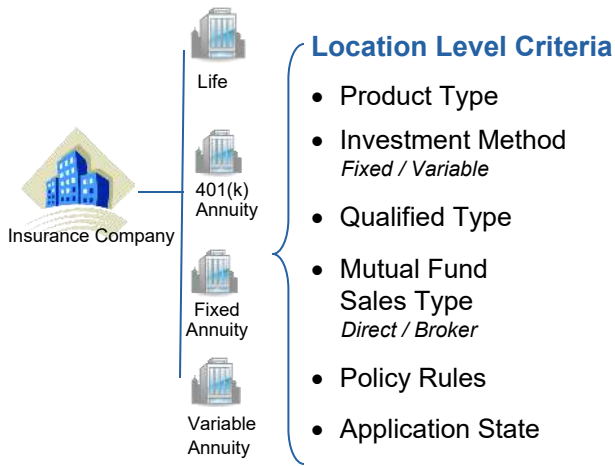 Insurance Company
Life
401(k)
Annuity
Fixed
Annuity
Variable
Annuity
Location Level Criteria
• Product Type
• Investment Method
Fixed / Variable
• Qualified Type
• Mutual Fund
Sales Type
Direct / Broker
• Policy Rules
• Application State